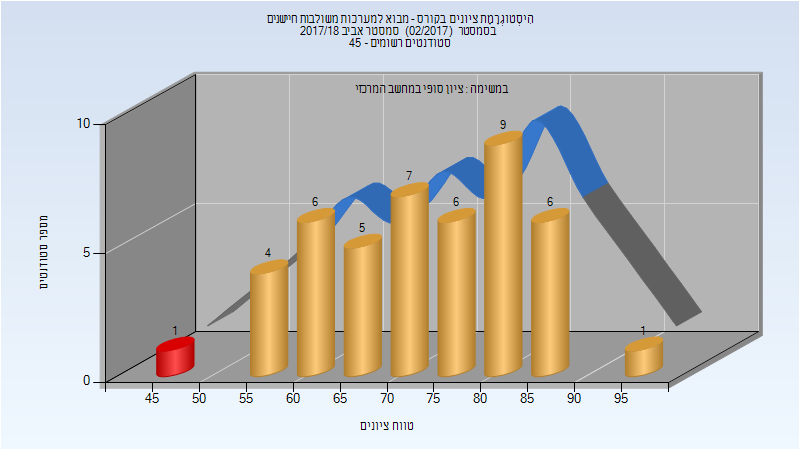 היסטוגרמת ציונים בקורס - מבוא למערכות משולבות חיישנים
בסמסטר (02/2017) סמסטר אביב 2017/18
סטודנטים רשומים - 45
במשימה : ציון סופי במחשב המרכזי
מספר סטודנטים
10
5
0
1
4
6
5
7
6
9
6
1
45 50 55 60 65 70 75 80 85 90 95
טווח ציונים